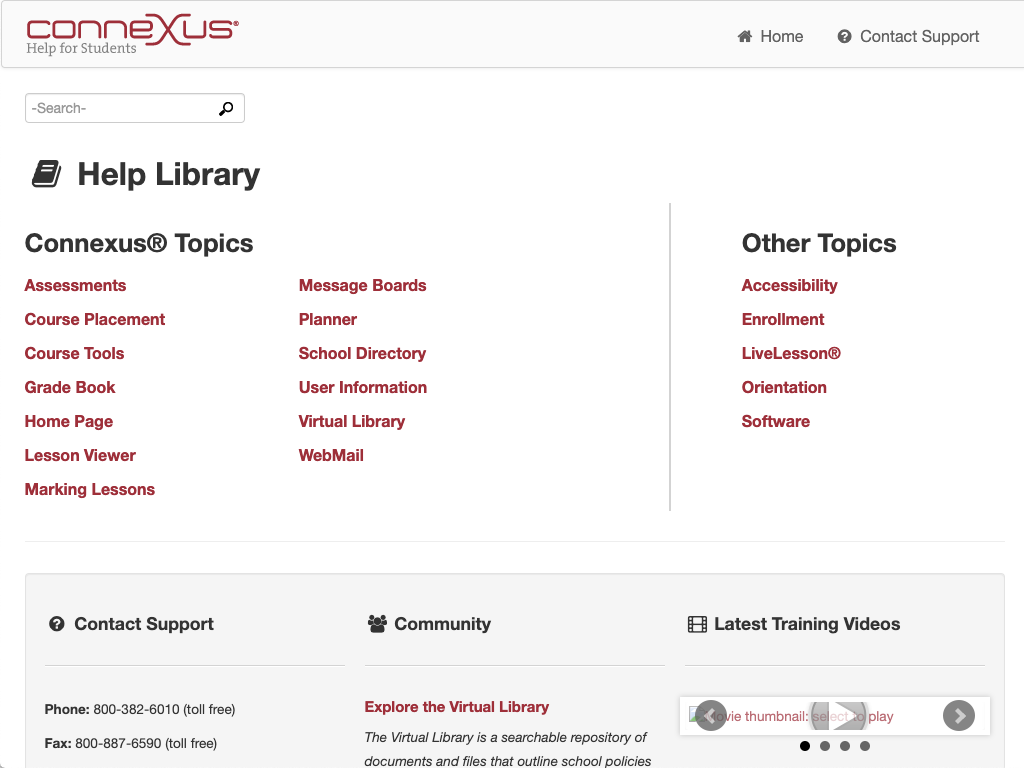 conneXus®
Help for Students
Home
Contact Support
-Search-
Help Library
Connexus® Topics
Assessments
Course Placement
Course Tools
Grade Book
Home Page
Lesson Viewer
Marking Lessons
Message Boards
Planner
School Directory
User Information
Virtual Library
WebMail
Other Topics
Accessibility
Enrollment
LiveLesson®
Orientation
Software
Contact Support
Phone: 800-382-6010 (toll free)
Fax: 800-887-6590 (toll free)
Community
Explore the Virtual Library
The Virtual Library is a searchable repository of
documents and files that outline school policies
Latest Training Videos
Movie thumbnail: select to play